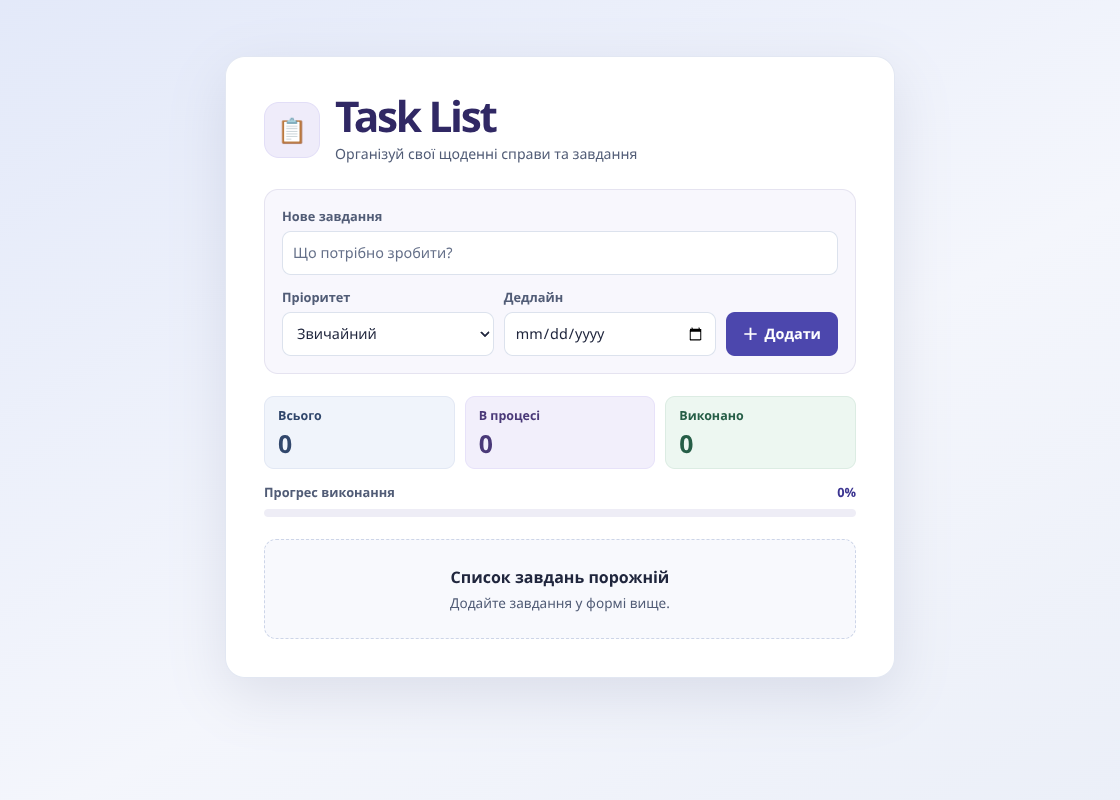 Task List
Організуй свої щоденні справи та завдання
Нове завдання
Що потрібно зробити?
Пріоритет
Дедлайн
Звичайний
mm/dd/yyyy
+ Додати
Всього
0
В процесі
0
Виконано
0
Прогрес виконання
0%
Список завдань порожній
Додайте завдання у формі вище.